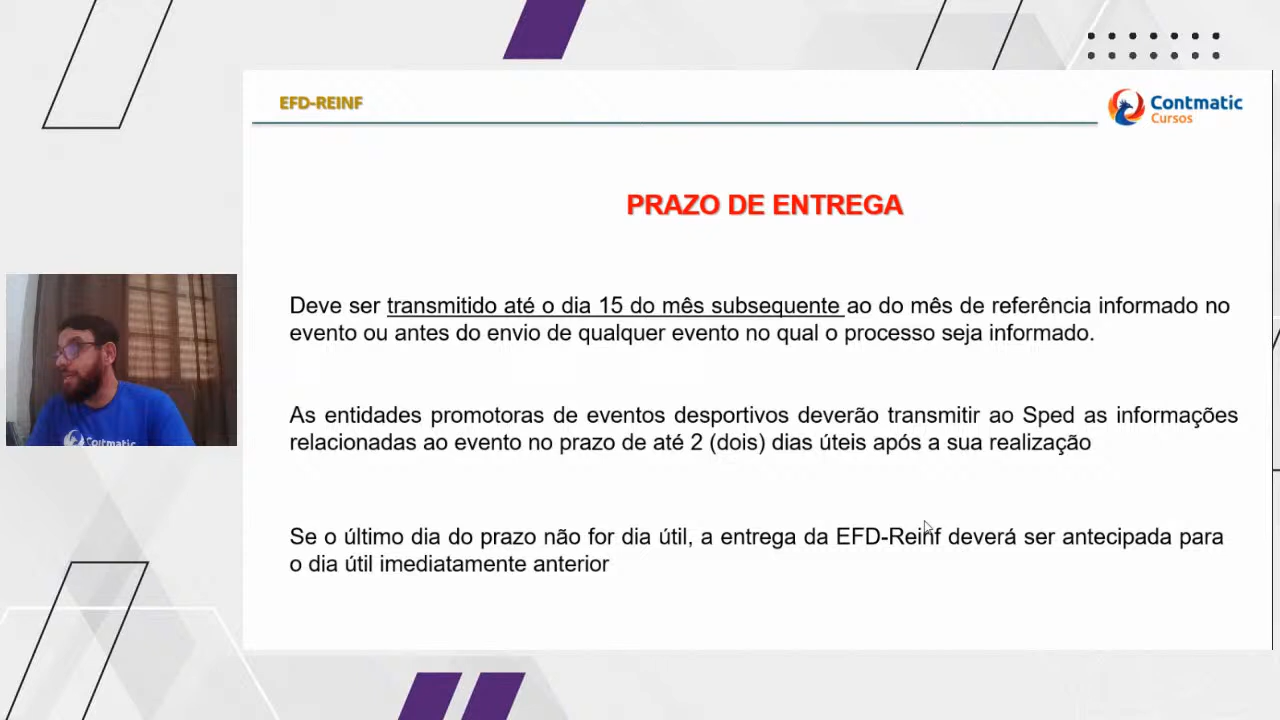 EFD-REINF
Contmatic
Cursos
PRAZO DE ENTREGA
Deve ser transmitido até o dia 15 do mês subsequente ao do mês de referência informado no
evento ou antes do envio de qualquer evento no qual o processo seja informado.
As entidades promotoras de eventos desportivos deverão transmitir ao Sped as informações
relacionadas ao evento no prazo de até 2 (dois) dias úteis após a sua realização
Se o último dia do prazo não for dia útil, a entrega da EFD-Reinf deverá ser antecipada para
o dia útil imediatamente anterior
Contmatic